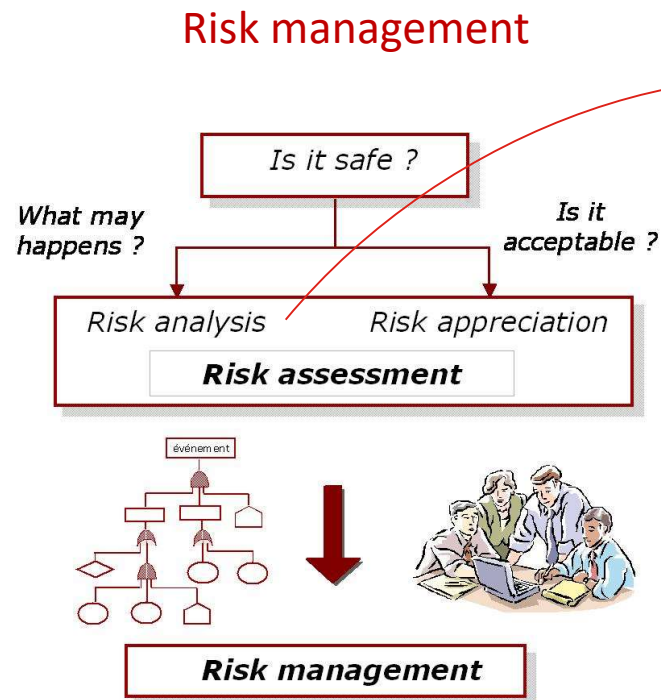 Risk management
Is it safe ?
What may
happens ?
Is it
acceptable ?
Risk analysis
Risk appreciation
Risk assessment
événement
Risk management